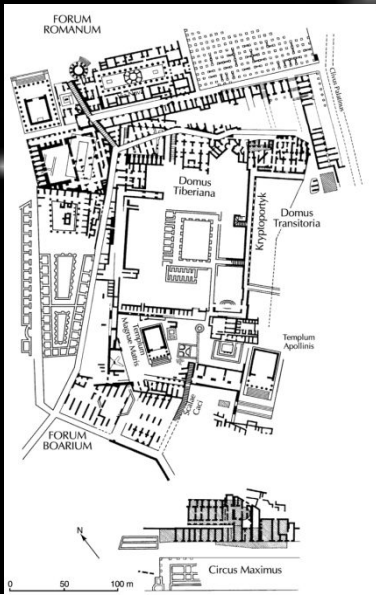 FORUM
ROMANUM
Clivus Palatinus
Domus
Tiberiana
Kryptoportyk
Domus
Transitoria
Templum
Magnae Matris
Templum
Apollinis
Scalae
Caci
FORUM
BOARIUM
N
Circus Maximus
0 50 100 m